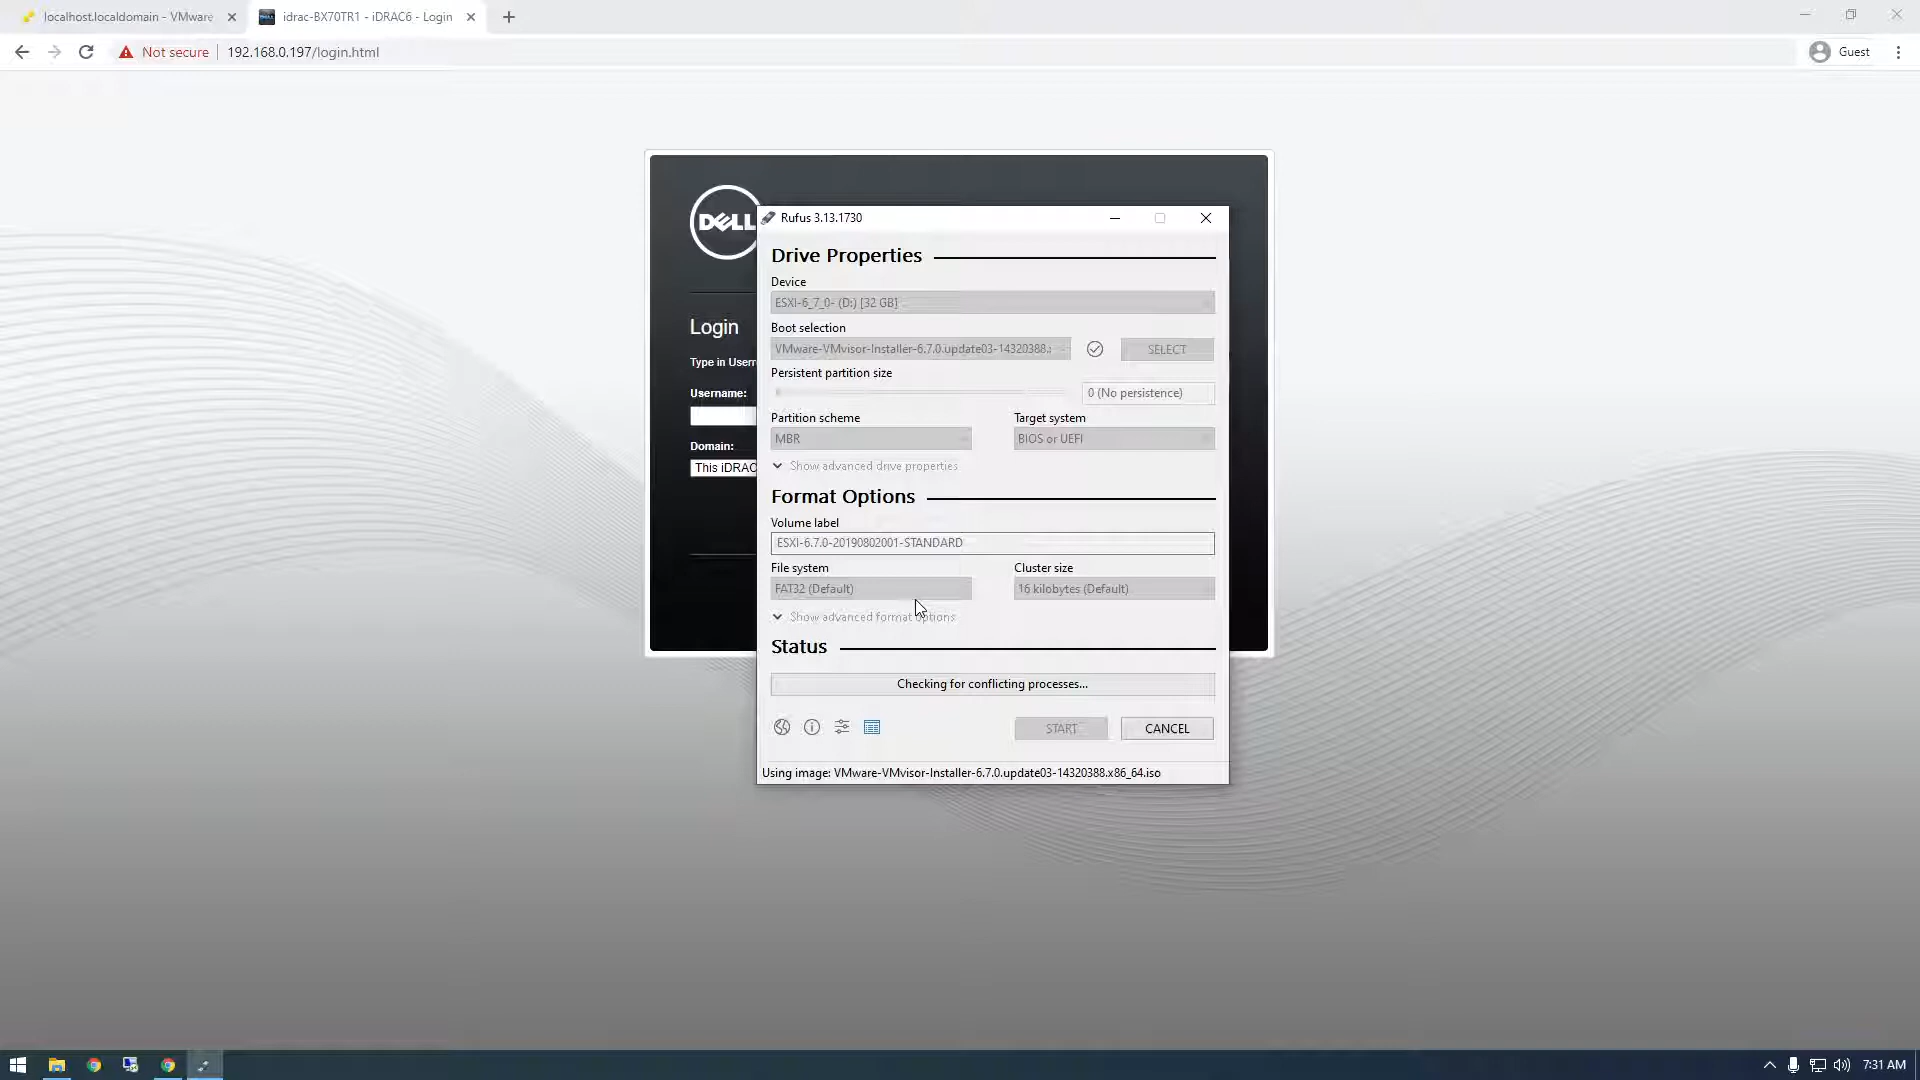 localhost.localdomain - VMware
idrac-BX70TR1 - iDRAC6 - Login
Not secure
192.168.0.197/login.html
Guest
DELL
Login
Type in Usern
Username:
Domain:
This iDRAC
Rufus 3.13.1730
Drive Properties
Device
ESXI-6_7_0- (D:) [32 GB]
Boot selection
VMware-VMvisor-Installer-6.7.0.update03-14320388.
SELECT
Persistent partition size
0 (No persistence)
Partition scheme
Target system
MBR
BIOS or UEFI
Show advanced drive properties
Format Options
Volume label
ESXI-6.7.0-20190802001-STANDARD
File system
Cluster size
FAT32 (Default)
16 kilobytes (Default)
Show advanced format options
Status
Checking for conflicting processes...
START
CANCEL
Using image: VMware-VMvisor-Installer-6.7.0.update03-14320388.x86_64.iso
7:31 AM